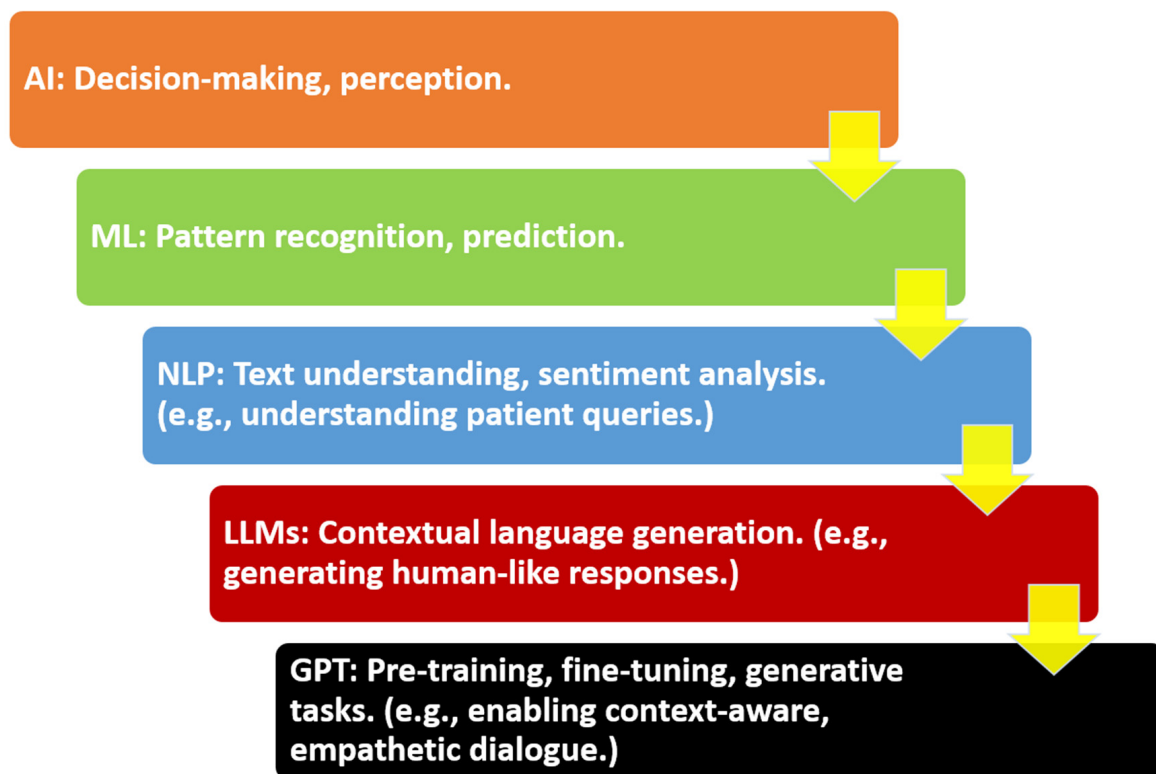 AI: Decision-making, perception.
ML: Pattern recognition, prediction.
NLP: Text understanding, sentiment analysis.
(e.g., understanding patient queries.)
LLMs: Contextual language generation. (e.g.,
generating human-like responses.)
GPT: Pre-training, fine-tuning, generative
tasks. (e.g., enabling context-aware,
empathetic dialogue.)